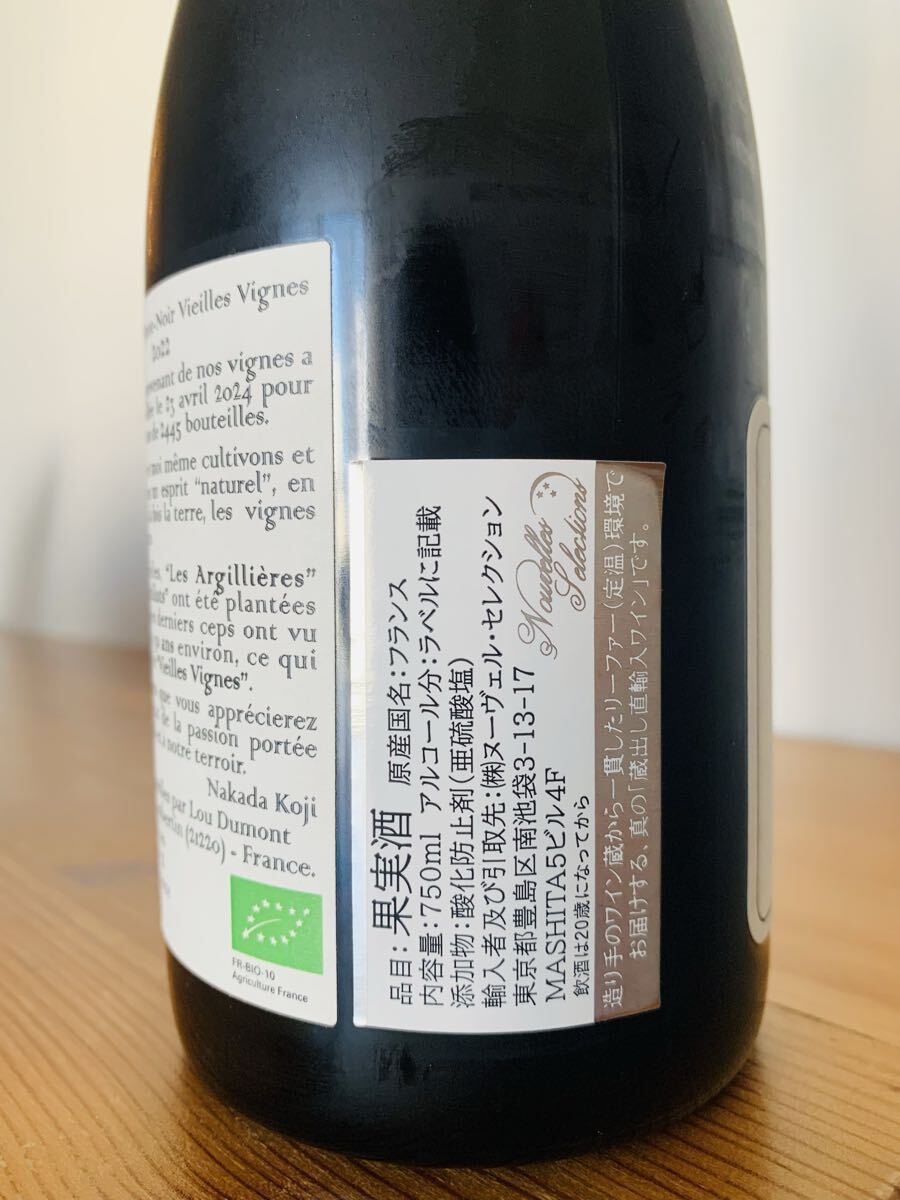 Noir Vieilles Vignes
2022
de nos vignes a
le 23 avril 2024 pour
de 2445 bouteilles.
moi même cultivons et
esprit "naturel", en
la terre, les vignes
"Les Argillières"
ont été plantées
derniers ceps ont vu
ans environ, ce qui
"Vieilles Vignes".
que vous apprécierez
de la passion portée
à notre terroir.
Nakada Koji
par Lou Dumont
(21220) - France.
FR-BIO-10
Agriculture France
品目:果実酒 原産国名:フランス
内容量:750ml アルコール分:ラベルに記載
添加物:酸化防止剤(亜硫酸塩)
輸入者及び引取先:(株)ヌーヴェル・セレクション
東京都豊島区南池袋3-13-17
MASHITA5ビル4F
飲酒は20歳になってから
Nouvelles
Selections
造り手のワイン蔵から一貫したリーファー(定温)環境で
お届けする、真の「蔵出し直輸入ワイン」です。